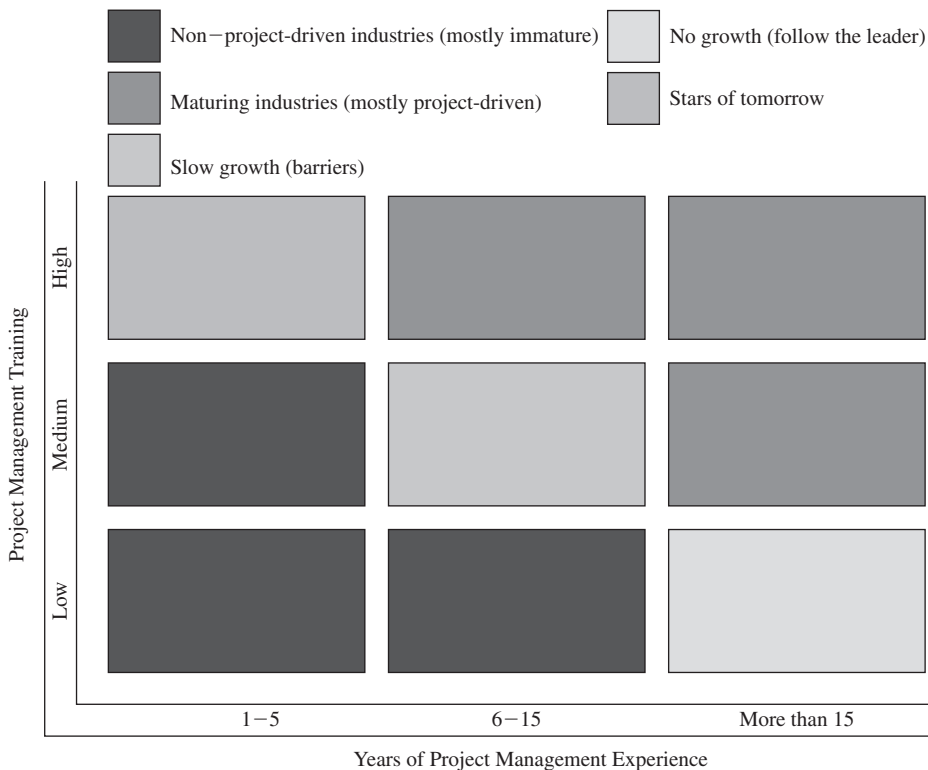 Non−project-driven industries (mostly immature)
No growth (follow the leader)
Maturing industries (mostly project-driven)
Stars of tomorrow
Slow growth (barriers)
Project Management Training
High
Medium
Low
1−5
6−15
More than 15
Years of Project Management Experience